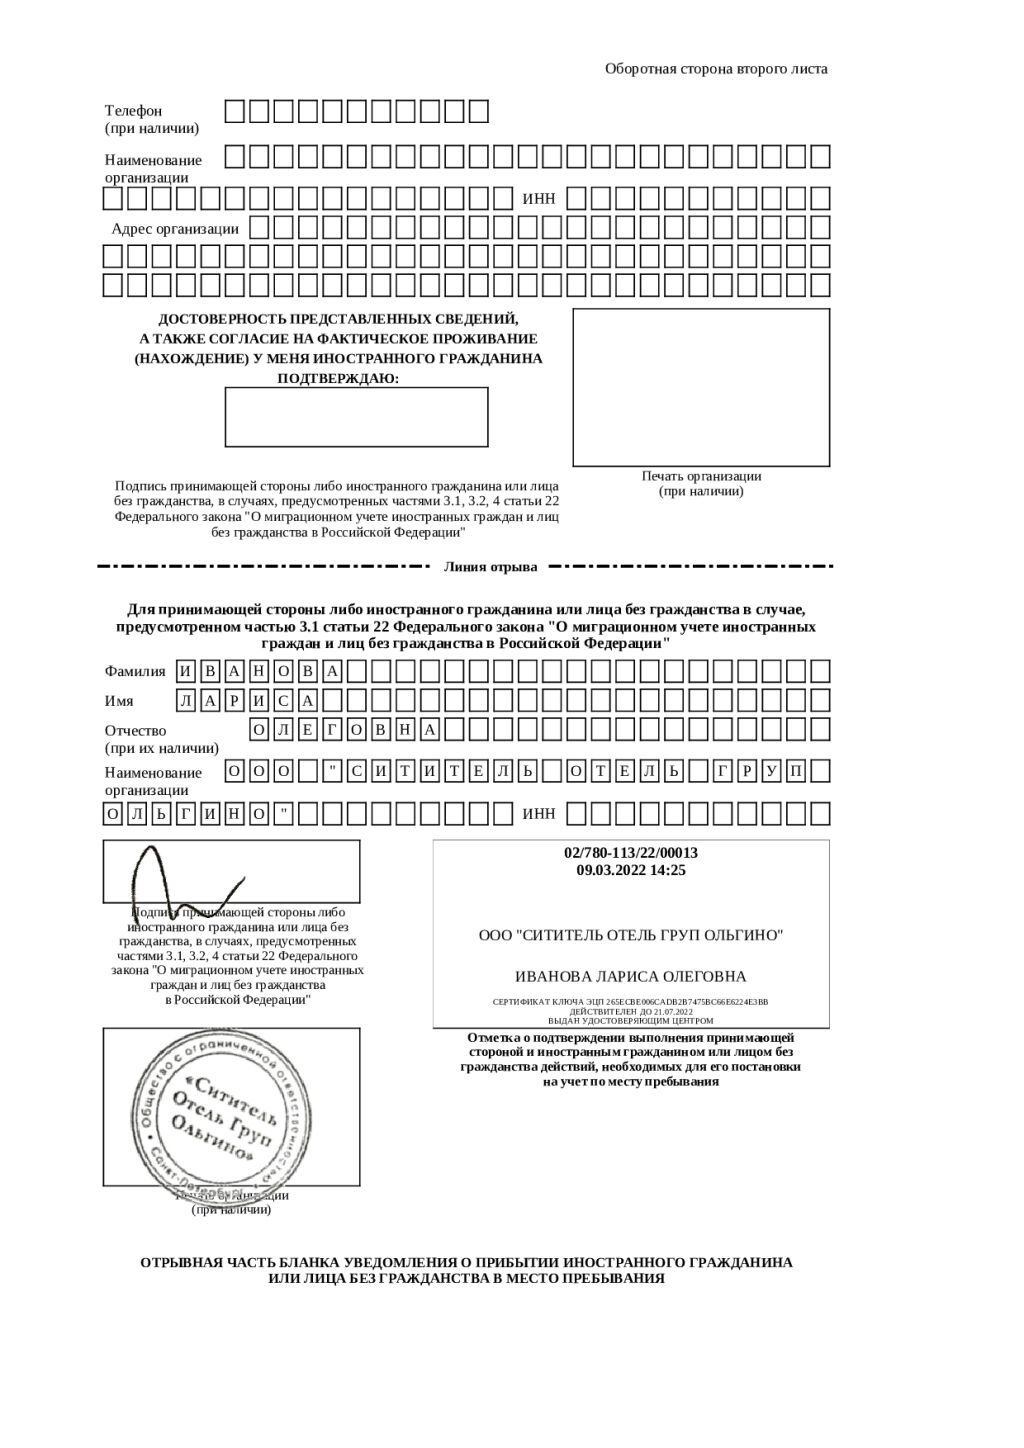 Оборотная сторона второго листа
Телефон
(при наличии)
Наименование
организации
ИНН
Адрес организации
ДОСТОВЕРНОСТЬ ПРЕДСТАВЛЕННЫХ СВЕДЕНИЙ,
А ТАКЖЕ СОГЛАСИЕ НА ФАКТИЧЕСКОЕ ПРОЖИВАНИЕ
(НАХОЖДЕНИЕ) У МЕНЯ ИНОСТРАННОГО ГРАЖДАНИНА
ПОДТВЕРЖДАЮ:
Печать организации
(при наличии)
Подпись принимающей стороны либо иностранного гражданина или лица
без гражданства, в случаях, предусмотренных частями 3.1, 3.2, 4 статьи 22
Федерального закона "О миграционном учете иностранных граждан и лиц
без гражданства в Российской Федерации"
Линия отрыва
Для принимающей стороны либо иностранного гражданина или лица без гражданства в случае,
предусмотренном частью 3.1 статьи 22 Федерального закона "О миграционном учете иностранных
граждан и лиц без гражданства в Российской Федерации"
Фамилия ИВАНОВА
Имя ЛАРИСА
Отчество ОЛЕГОВНА
(при их наличии)
Наименование ООО "СИТИТЕЛЬ ОТЕЛЬ ГРУП
организации
ОЛЬГИНО" ИНН
02/780-113/22/00013
09.03.2022 14:25
ООО "СИТИТЕЛЬ ОТЕЛЬ ГРУП ОЛЬГИНО"
ИВАНОВА ЛАРИСА ОЛЕГОВНА
СЕРТИФИКАТ КЛЮЧА ЭЦП 265ECBE006CADB2B7475BC66E6224E3BB
ДЕЙСТВИТЕЛЕН ДО 21.07.2022
ВЫДАН УДОСТОВЕРЯЮЩИМ ЦЕНТРОМ
Подпись принимающей стороны либо
иностранного гражданина или лица без
гражданства, в случаях, предусмотренных
частями 3.1, 3.2, 4 статьи 22 Федерального
закона "О миграционном учете иностранных
граждан и лиц без гражданства
в Российской Федерации"
Отметка о подтверждении выполнения принимающей
стороной и иностранным гражданином или лицом без
гражданства действий, необходимых для его постановки
на учет по месту пребывания
Общество с ограниченной ответственностью
«Сититель
Отель Груп
Ольгино»
Санкт-Петербург
Печать организации
(при наличии)
ОТРЫВНАЯ ЧАСТЬ БЛАНКА УВЕДОМЛЕНИЯ О ПРИБЫТИИ ИНОСТРАННОГО ГРАЖДАНИНА
ИЛИ ЛИЦА БЕЗ ГРАЖДАНСТВА В МЕСТО ПРЕБЫВАНИЯ